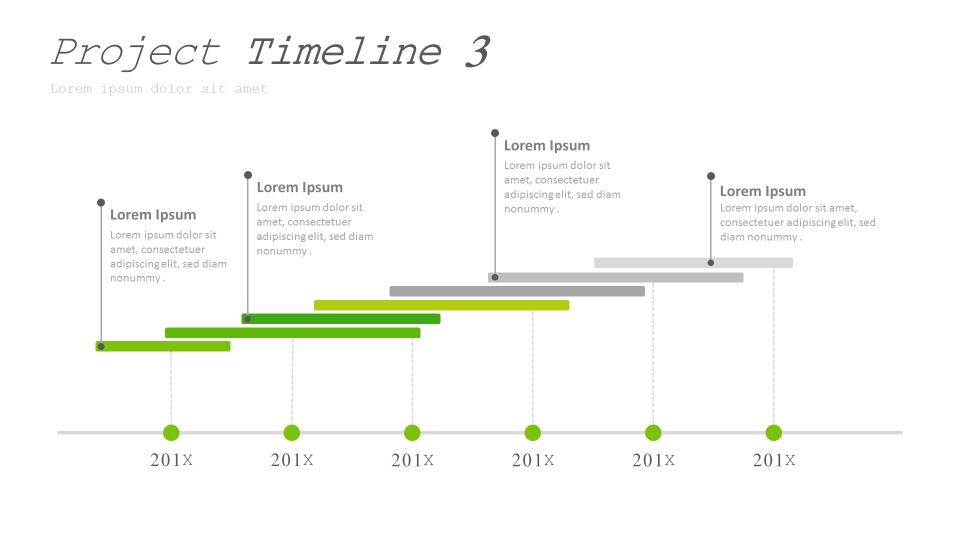 Project Timeline 3
Lorem ipsum dolor sit amet
Lorem Ipsum
Lorem ipsum dolor sit
amet, consectetuer
adipiscing elit, sed diam
nonummy .
Lorem Ipsum
Lorem ipsum dolor sit
amet, consectetuer
adipiscing elit, sed diam
nonummy .
Lorem Ipsum
Lorem ipsum dolor sit
amet, consectetuer
adipiscing elit, sed diam
nonummy .
Lorem Ipsum
Lorem ipsum dolor sit amet,
consectetuer adipiscing elit, sed
diam nonummy .
201X 201X 201X 201X 201X 201X